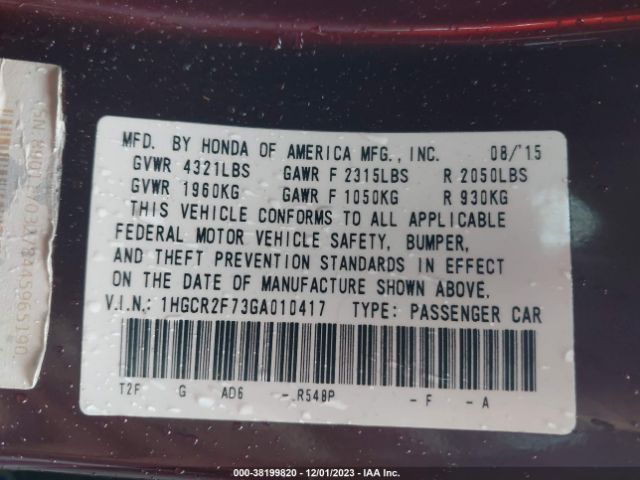 MFD. BY HONDA OF AMERICA MFG., INC. 08/'15
GVWR 4321LBS GAWR F 2315LBS R 2050LBS
GVWR 1960KG GAWR F 1050KG R 930KG
THIS VEHICLE CONFORMS TO ALL APPLICABLE
FEDERAL MOTOR VEHICLE SAFETY, BUMPER,
AND THEFT PREVENTION STANDARDS IN EFFECT
ON THE DATE OF MANUFACTURE SHOWN ABOVE.
V.I.N.: 1HGCR2F73GA010417 TYPE: PASSENGER CAR
T2F G AD6 -.R548P - F - A
000-38199820 - 12/01/2023 - IAA Inc.